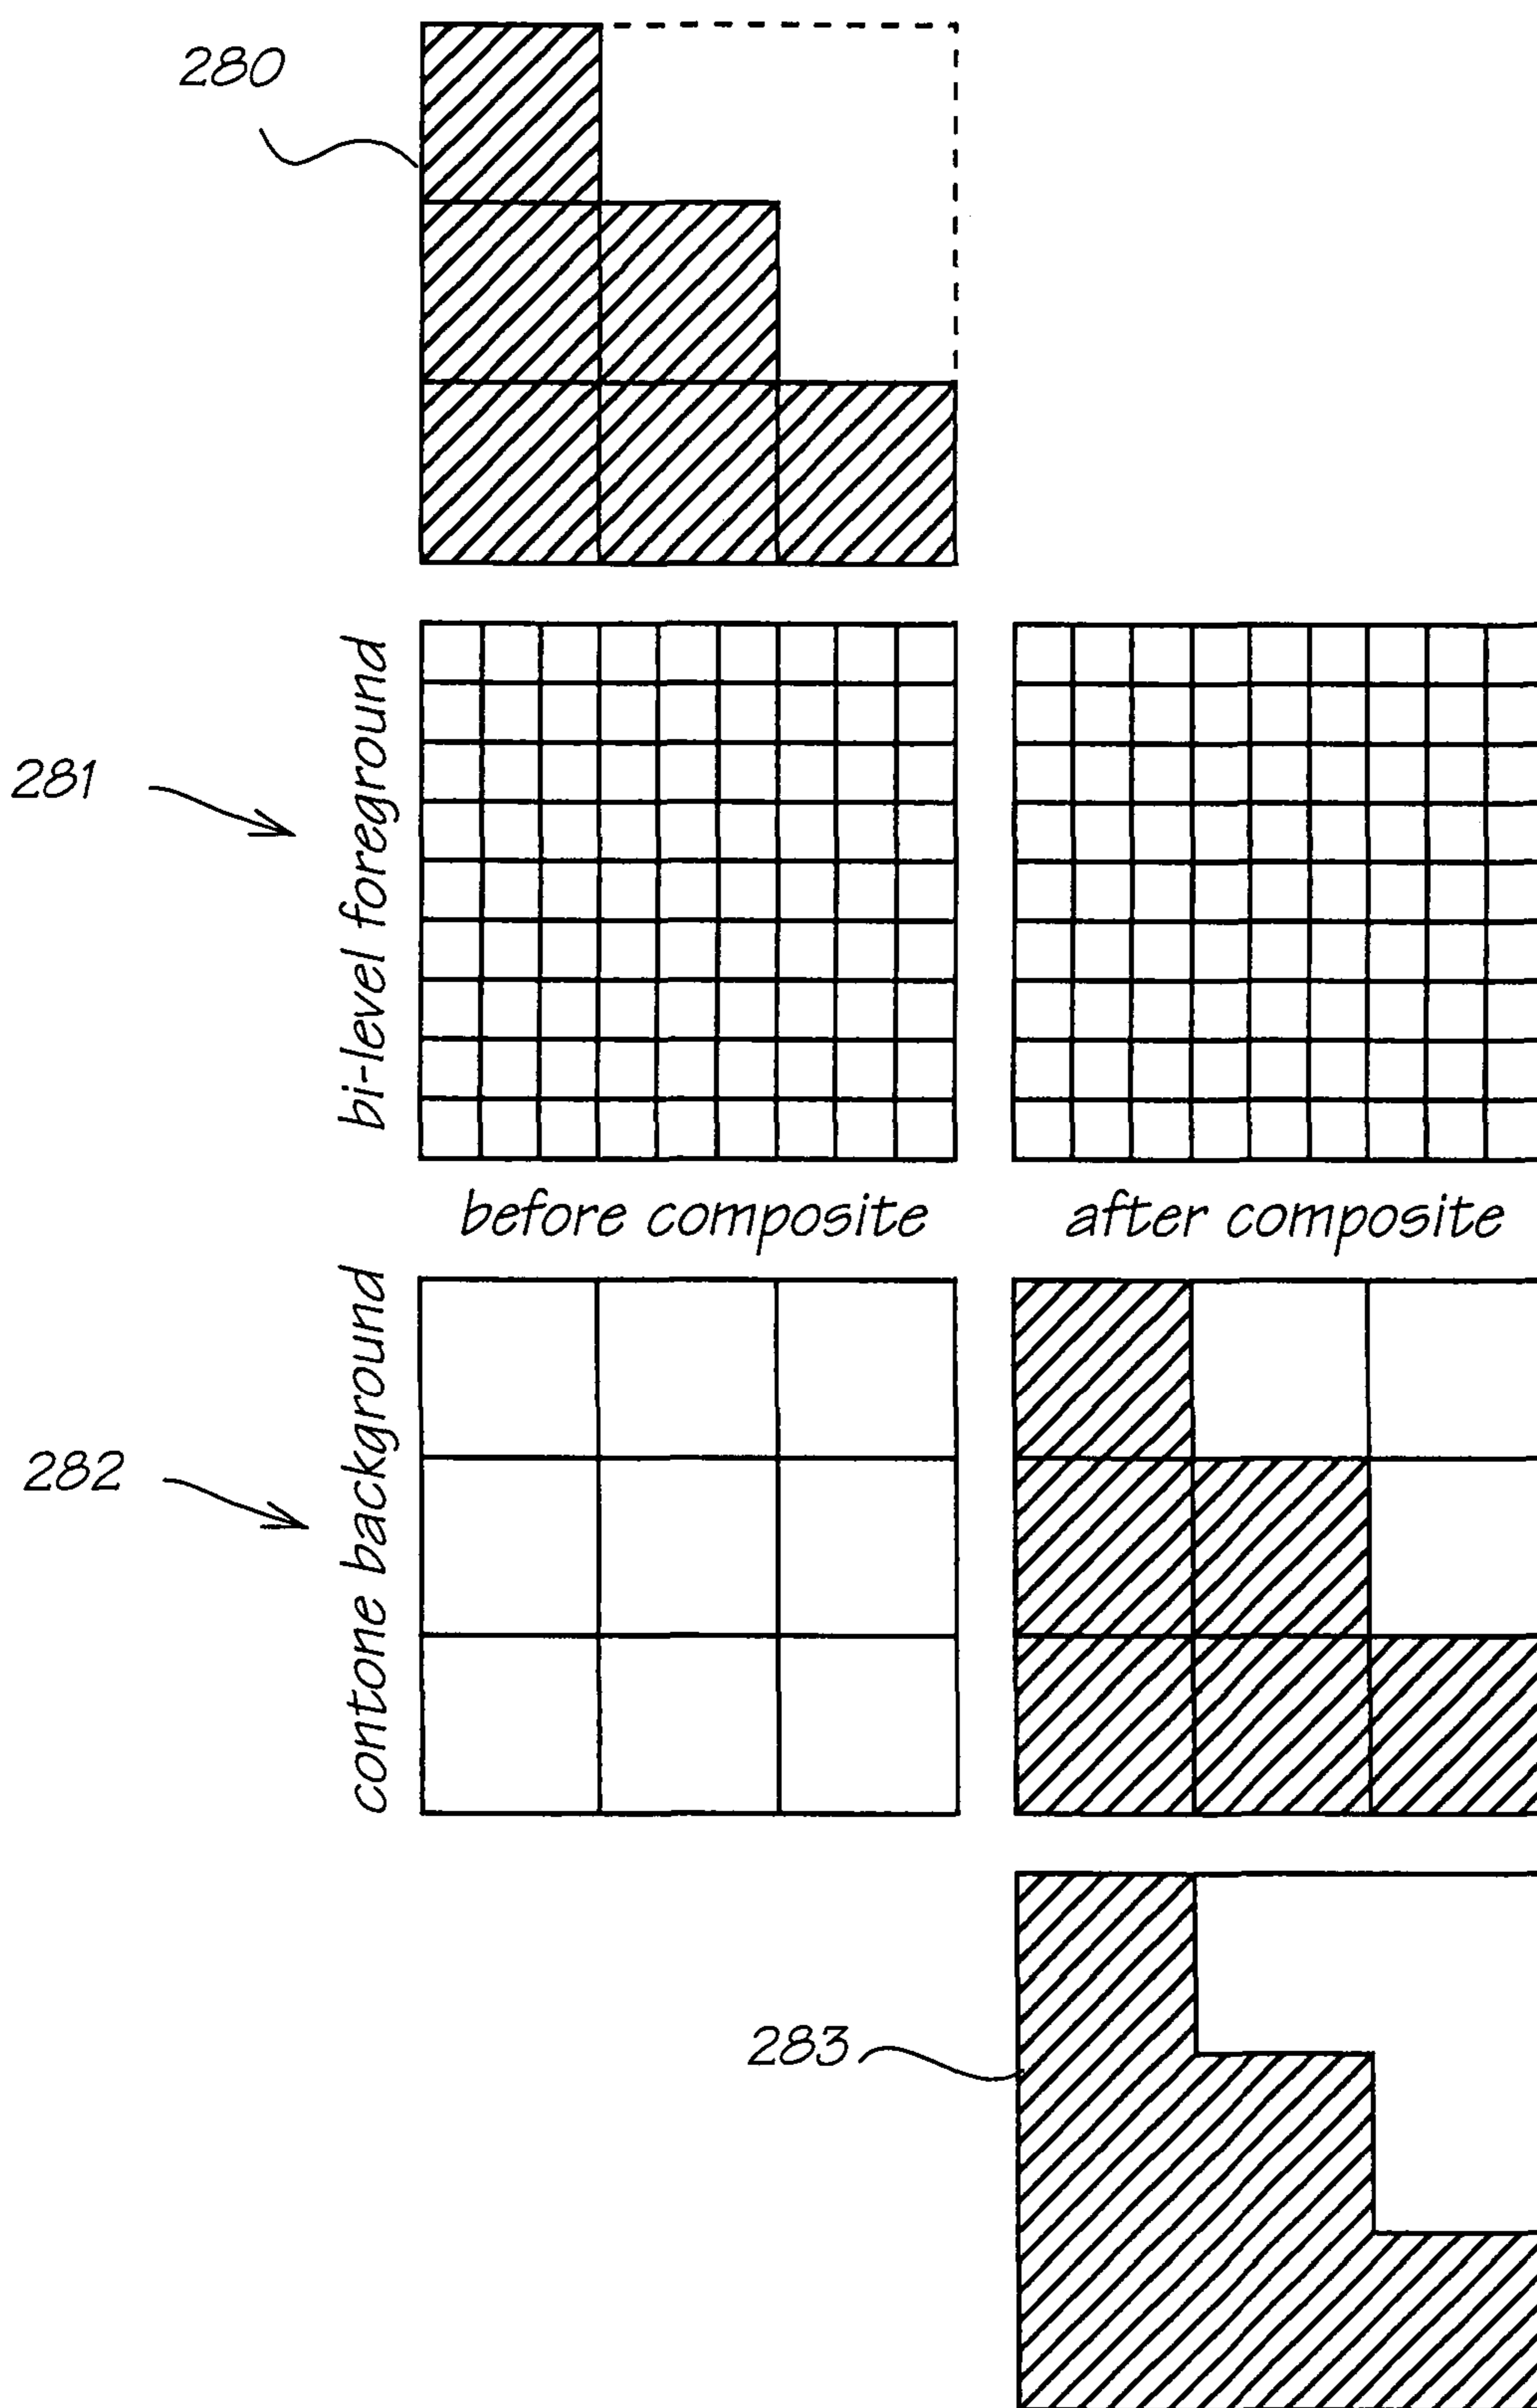 280
281
bi-level foreground
before composite
after composite
282
contone background
283